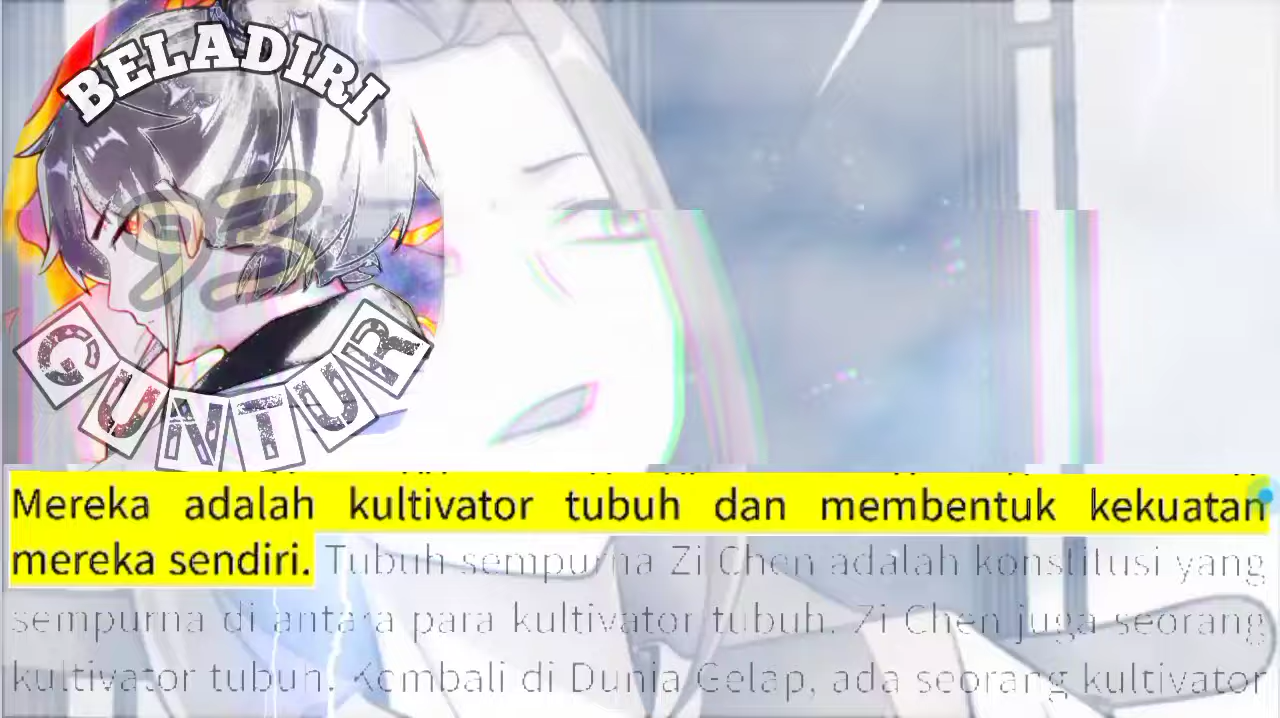 BELADIRI
93
GUNTUR
Mereka adalah kultivator tubuh dan membentuk kekuatan
mereka sendiri. Tubuh sempurna Zi Chen adalah konstitusi yang
sempurna di antara para kultivator tubuh. Zi Chen juga seorang
kultivator tubuh. Kembali di Dunia Gelap, ada seorang kultivator